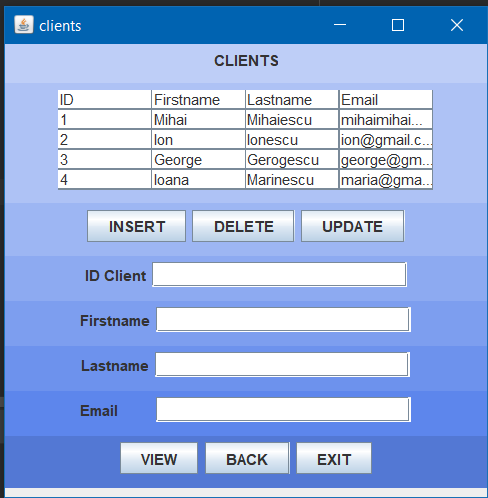 clients
CLIENTS
ID Firstname Lastname Email
1 Mihai Mihaiescu mihaimihai...
2 Ion Ionescu ion@gmail.c...
3 George Gerogescu george@gm...
4 Ioana Marinescu maria@gma...
INSERT DELETE UPDATE
ID Client
Firstname
Lastname
Email
VIEW BACK EXIT